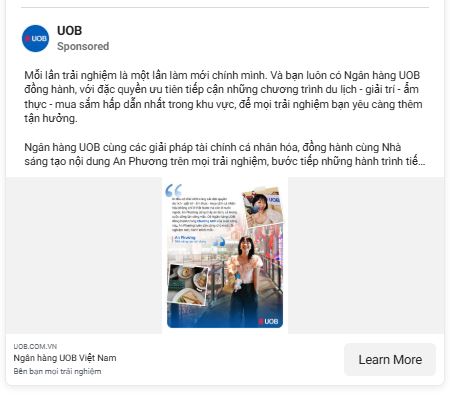 UOB
Sponsored
Mỗi lần trải nghiệm là một lần làm mới chính mình. Và bạn luôn có Ngân hàng UOB
đồng hành, với đặc quyền ưu tiên tiếp cận những chương trình du lịch - giải trí - ẩm
thực - mua sắm hấp dẫn nhất trong khu vực, để mọi trải nghiệm bạn yêu càng thêm
tận hưởng.
Ngân hàng UOB cùng các giải pháp tài chính cá nhân hóa, đồng hành cùng Nhà
sáng tạo nội dung An Phương trên mọi trải nghiệm, bước tiếp những hành trình tiế...
An Phương
UOB
UOB
UOB.COM.VN
Ngân hàng UOB Việt Nam
Bên bạn mọi trải nghiệm
Learn More